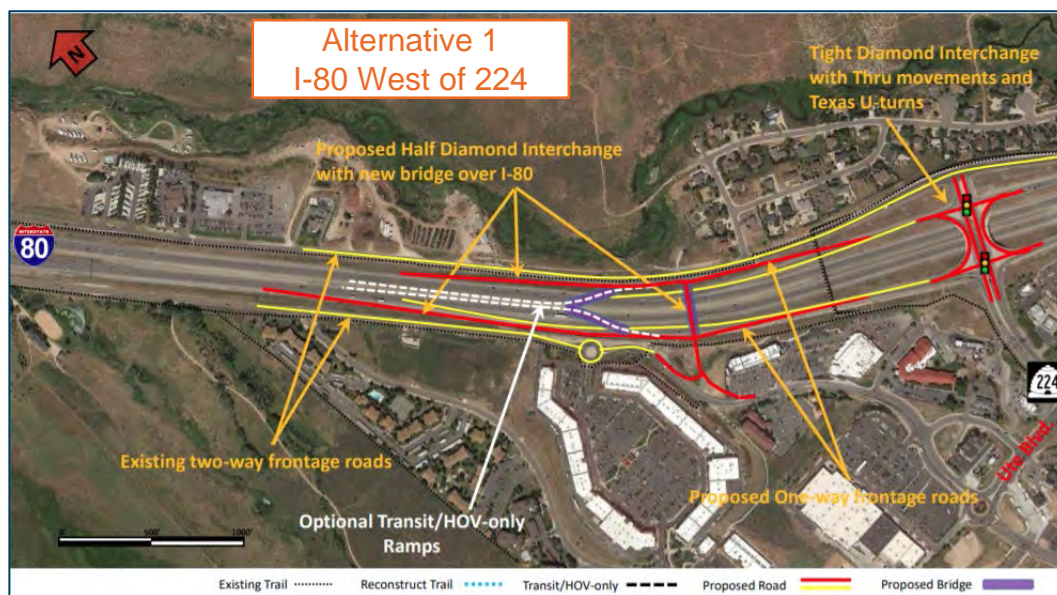 N
Alternative 1
I-80 West of 224
Tight Diamond Interchange
with Thru movements and
Texas U-turns
Proposed Half Diamond Interchange
with new bridge over I-80
INTERSTATE
80
224
Ute Blvd.
Existing two-way frontage roads
Proposed One-way frontage roads
Optional Transit/HOV-only
Ramps
0' 500' 1000'
Existing Trail Reconstruct Trail Transit/HOV-only Proposed Road Proposed Bridge